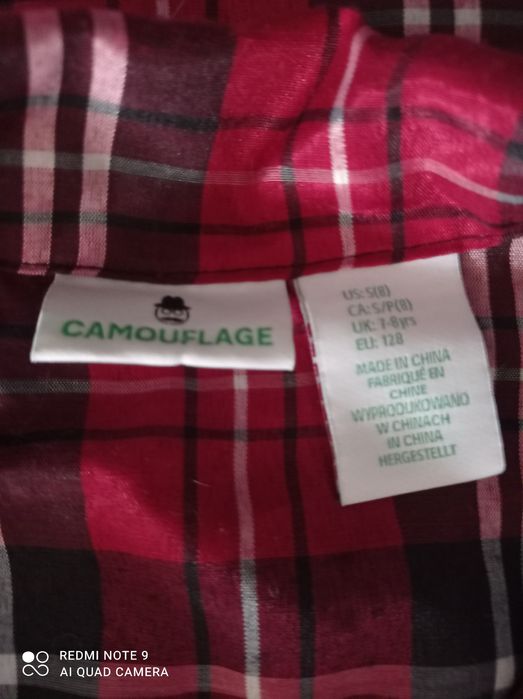 CAMOUFLAGE
US: S(8)
CA: S/P(8)
UK: 7-8yrs
EU: 128
MADE IN CHINA
FABRIQUÉ EN
CHINE
WYPRODUKOWANO
W CHINACH
IN CHINA
HERGESTELLT
REDMI NOTE 9
AI QUAD CAMERA